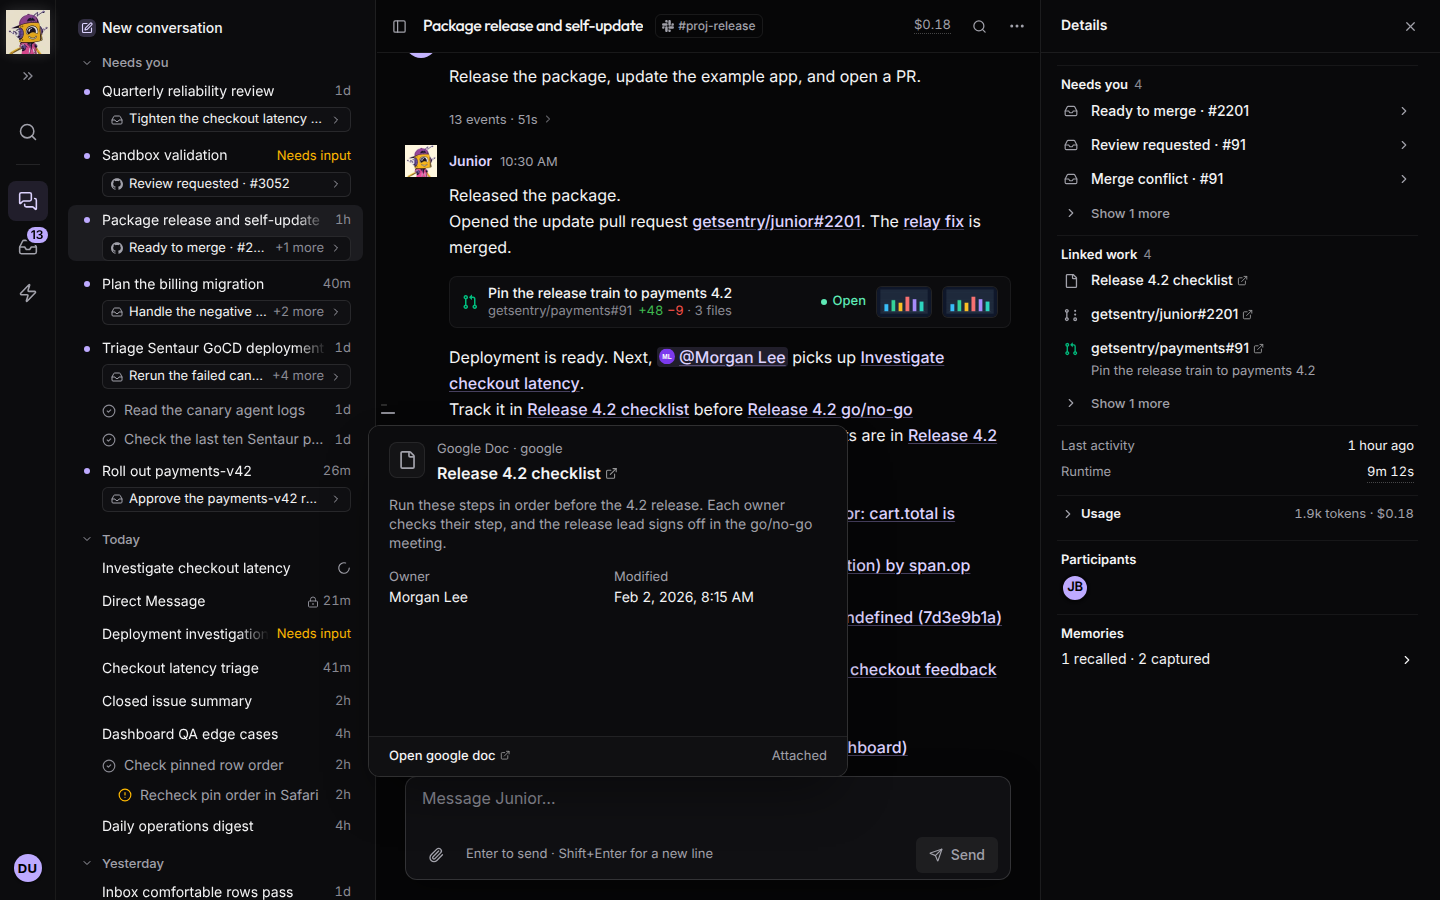 New conversation
Needs you
Quarterly reliability review 1d
Tighten the checkout latency ...
Sandbox validation Needs input
Review requested · #3052
Package release and self-update 1h
Ready to merge · #2... +1 more
13
Plan the billing migration 40m
Handle the negative ... +2 more
Triage Sentaur GoCD deployment 1d
Rerun the failed can... +4 more
Read the canary agent logs 1d
Check the last ten Sentaur p... 1d
Roll out payments-v42 26m
Approve the payments-v42 r...
Today
Investigate checkout latency
Direct Message 21m
Deployment investigation Needs input
Checkout latency triage 41m
Closed issue summary 2h
Dashboard QA edge cases 4h
Check pinned row order 2h
Recheck pin order in Safari 2h
Daily operations digest 4h
Yesterday
Inbox comfortable rows pass 1d
DU
Package release and self-update #proj-release $0.18
Release the package, update the example app, and open a PR.
13 events · 51s
Junior 10:30 AM
Released the package.
Opened the update pull request getsentry/junior#2201. The relay fix is
merged.
Pin the release train to payments 4.2
getsentry/payments#91 +48 −9 · 3 files
Open
Deployment is ready. Next, ML @Morgan Lee picks up Investigate
checkout latency.
Track it in Release 4.2 checklist before Release 4.2 go/no-go
s are in Release 4.2
or: cart.total is
tion) by span.op
ndefined (7d3e9b1a)
checkout feedback
hboard)
Google Doc · google
Release 4.2 checklist
Run these steps in order before the 4.2 release. Each owner
checks their step, and the release lead signs off in the go/no-go
meeting.
Owner Modified
Morgan Lee Feb 2, 2026, 8:15 AM
Open google doc Attached
Message Junior...
Enter to send · Shift+Enter for a new line
Send
Details
Needs you 4
Ready to merge · #2201
Review requested · #91
Merge conflict · #91
Show 1 more
Linked work 4
Release 4.2 checklist
getsentry/junior#2201
getsentry/payments#91
Pin the release train to payments 4.2
Show 1 more
Last activity 1 hour ago
Runtime 9m 12s
Usage 1.9k tokens · $0.18
Participants
JB
Memories
1 recalled · 2 captured